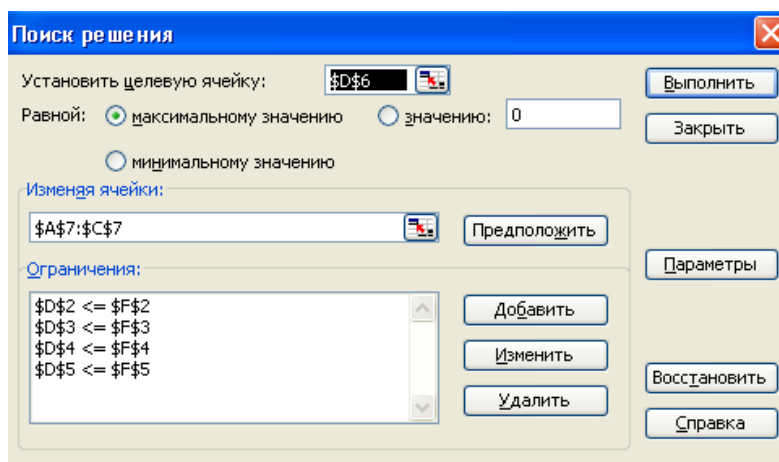 Поиск решения
Установить целевую ячейку: $D$6 Выполнить
Равной: максимальному значению значению: 0 Закрыть
минимальному значению
Изменяя ячейки:
$A$7:$C$7 Предположить
Ограничения: Параметры
$D$2 <= $F$2 Добавить
$D$3 <= $F$3
$D$4 <= $F$4 Изменить
$D$5 <= $F$5
Восстановить
Удалить
Справка